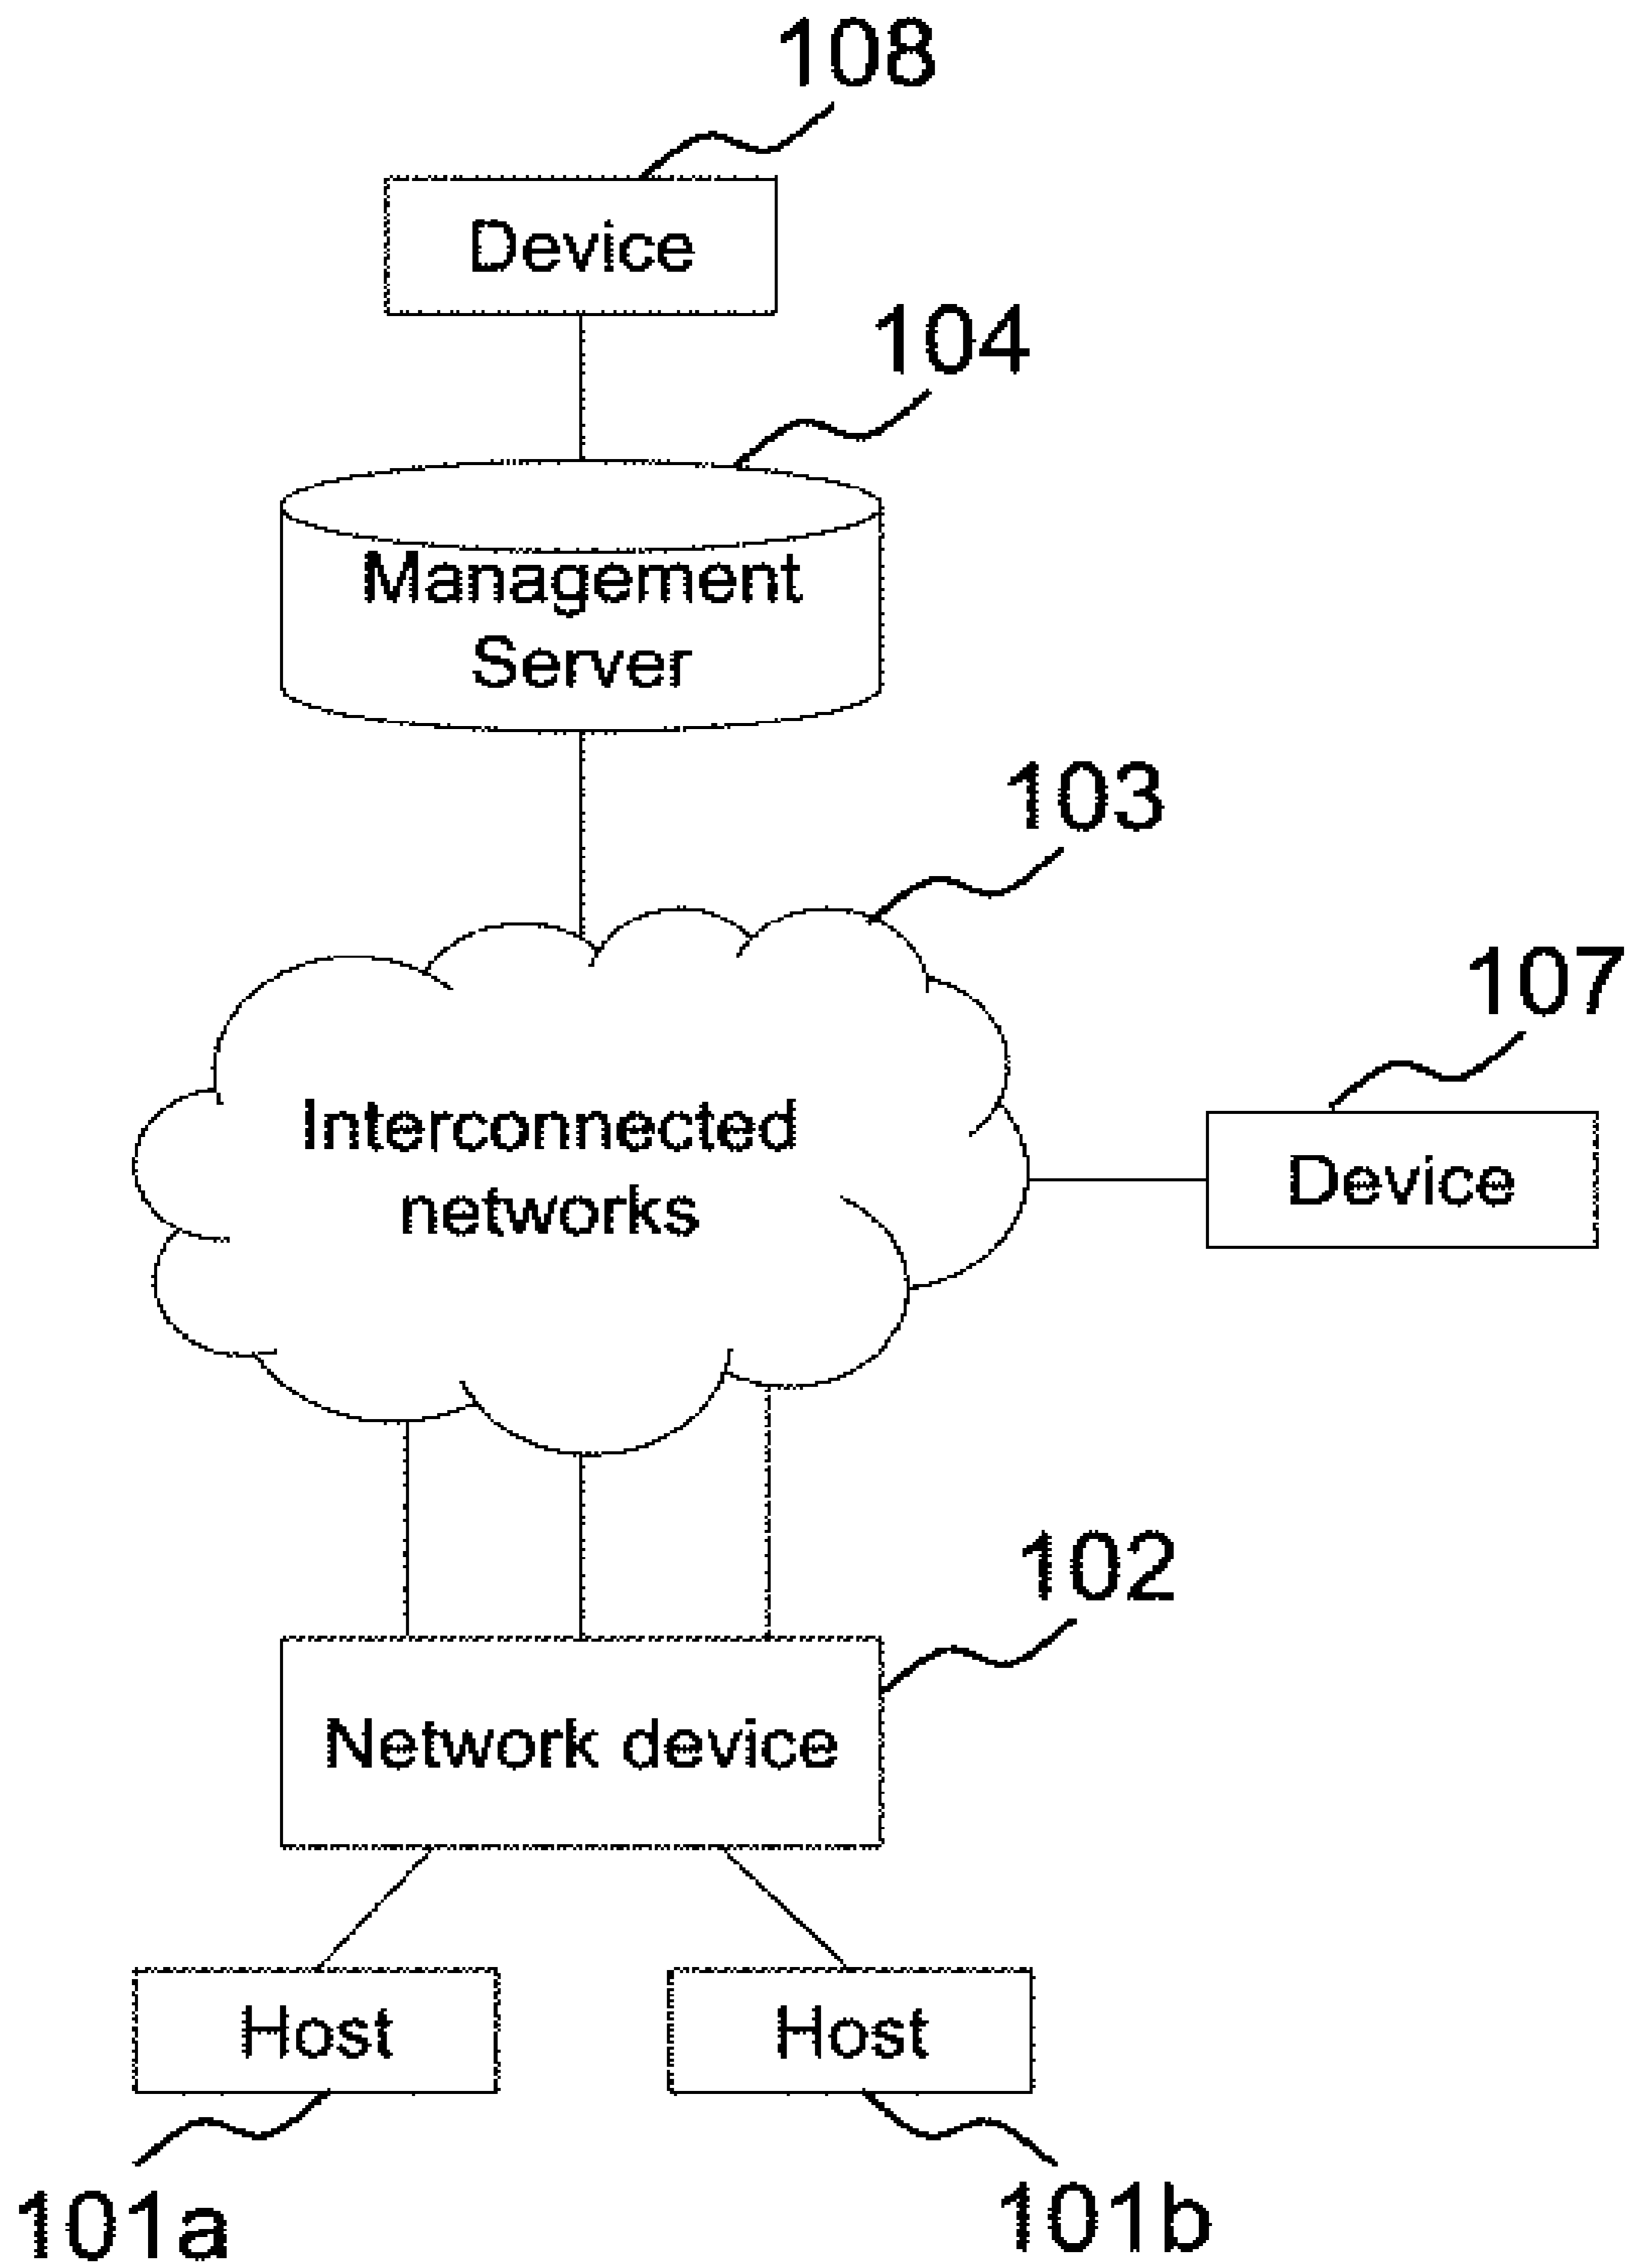 108
Device
104
Management
Server
103
107
Interconnected
networks
Device
102
Network device
Host
Host
101a
101b